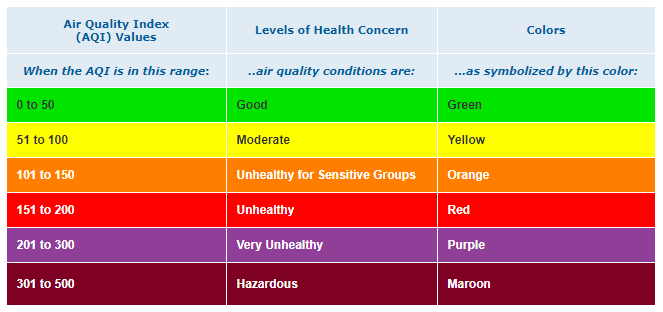 Air Quality Index
(AQI) Values
Levels of Health Concern
Colors
When the AQI is in this range:
..air quality conditions are:
...as symbolized by this color:
0 to 50
Good
Green
51 to 100
Moderate
Yellow
101 to 150
Unhealthy for Sensitive Groups
Orange
151 to 200
Unhealthy
Red
201 to 300
Very Unhealthy
Purple
301 to 500
Hazardous
Maroon